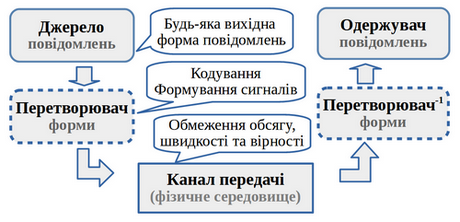 Джерело
повідомлень
Будь-яка вихідна
форма повідомлень
Одержувач
повідомлень
Кодування
Формування сигналів
Перетворювач
форми
Перетворювач⁻¹
форми
Обмеження обсягу,
швидкості та вірності
Канал передачі
(фізичне середовище)